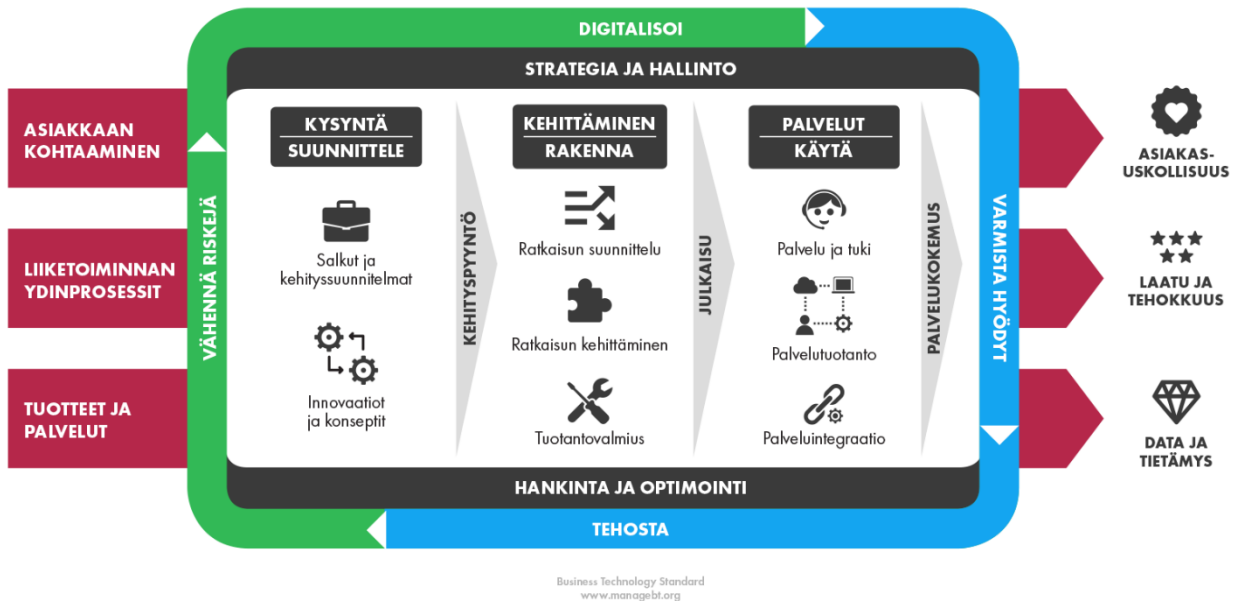 DIGITALISOI
STRATEGIA JA HALLINTO
ASIAKKAAN
KOHTAAMINEN
LIIKETOIMINNAN
YDINPROSESSIT
TUOTTEET JA
PALVELUT
VÄHENNÄ RISKEJÄ
KYSYNTÄ
SUUNNITTELE
Salkut ja
kehityssuunnitelmat
Innovaatiot
ja konseptit
KEHITYSPYYNTÖ
KEHITTÄMINEN
RAKENNA
Ratkaisun suunnittelu
Ratkaisun kehittäminen
Tuotantovalmius
JULKAISU
PALVELUT
KÄYTÄ
Palvelu ja tuki
Palvelutuotanto
Palveluintegraatio
PALVELUKOKEMUS
VARMISTA HYÖDYT
ASIAKAS-
USKOLLISUUS
LAATU JA
TEHOKKUUS
DATA JA
TIETÄMYS
HANKINTA JA OPTIMOINTI
TEHOSTA
Business Technology Standard
www.managebt.org